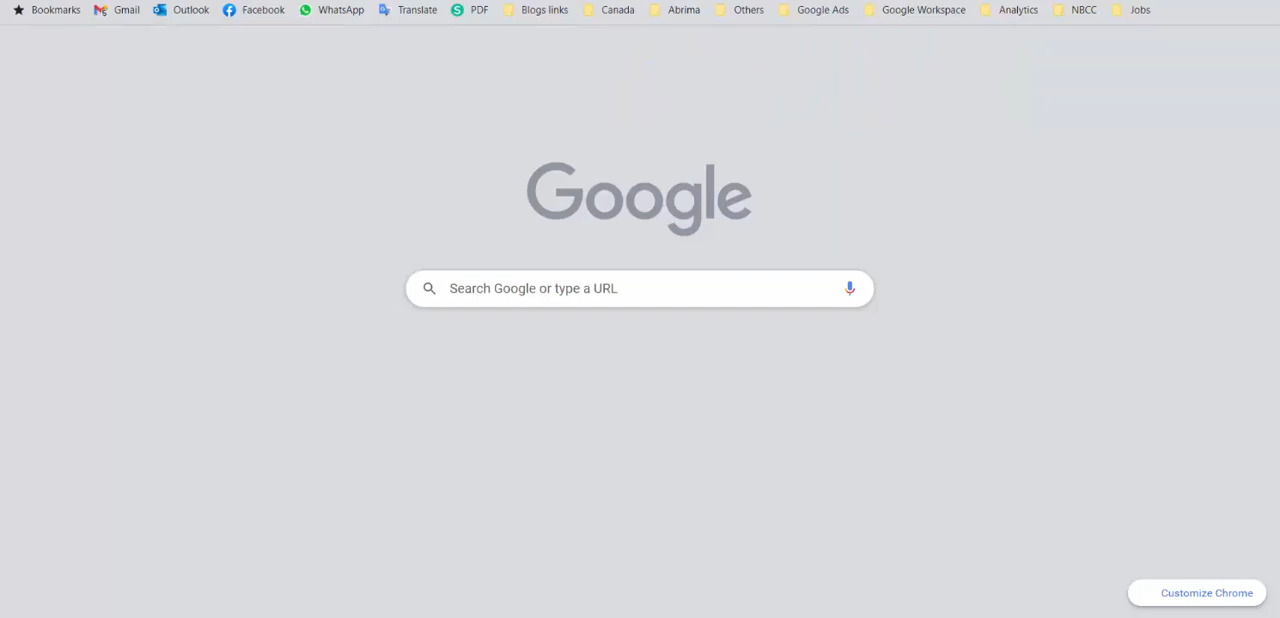 Bookmarks Gmail Outlook Facebook WhatsApp Translate S PDF Blogs links Canada Abrima Others Google Ads Google Workspace Analytics NBCC Jobs
Google
Search Google or type a URL
Customize Chrome